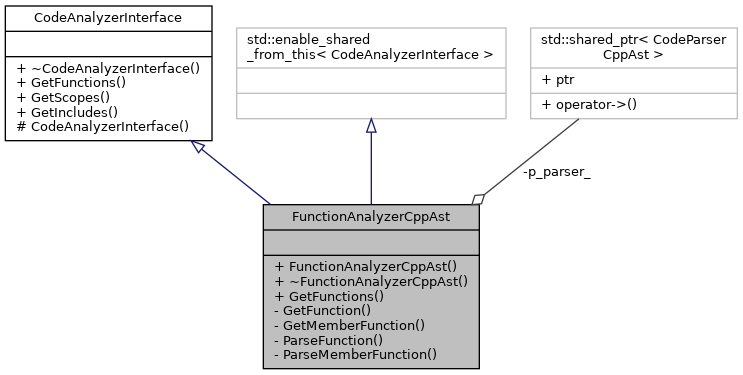 CodeAnalyzerInterface
+ ~CodeAnalyzerInterface()
+ GetFunctions()
+ GetScopes()
+ GetIncludes()
# CodeAnalyzerInterface()
std::enable_shared
_from_this< CodeAnalyzerInterface >
std::shared_ptr< CodeParser
CppAst >
+ ptr
+ operator->()
-p_parser_
FunctionAnalyzerCppAst
+ FunctionAnalyzerCppAst()
+ ~FunctionAnalyzerCppAst()
+ GetFunctions()
- GetFunction()
- GetMemberFunction()
- ParseFunction()
- ParseMemberFunction()